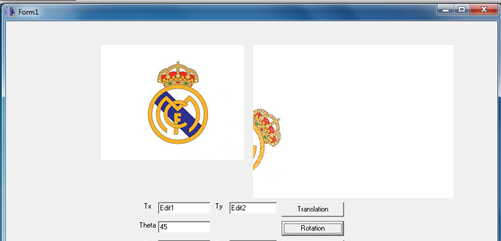 Form1
Tx Edit1 Ty Edit2 Translation
Theta 45 Rotation